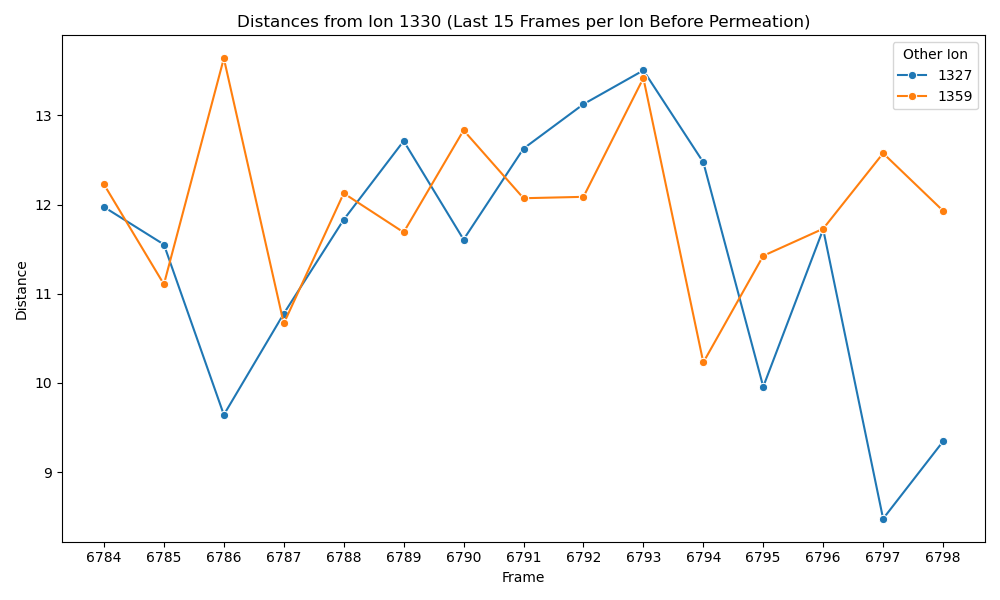 Distances from Ion 1330 (Last 15 Frames per Ion Before Permeation)
Other Ion
1327
1359
Distance
13
12
11
10
9
6784 6785 6786 6787 6788 6789 6790 6791 6792 6793 6794 6795 6796 6797 6798
Frame